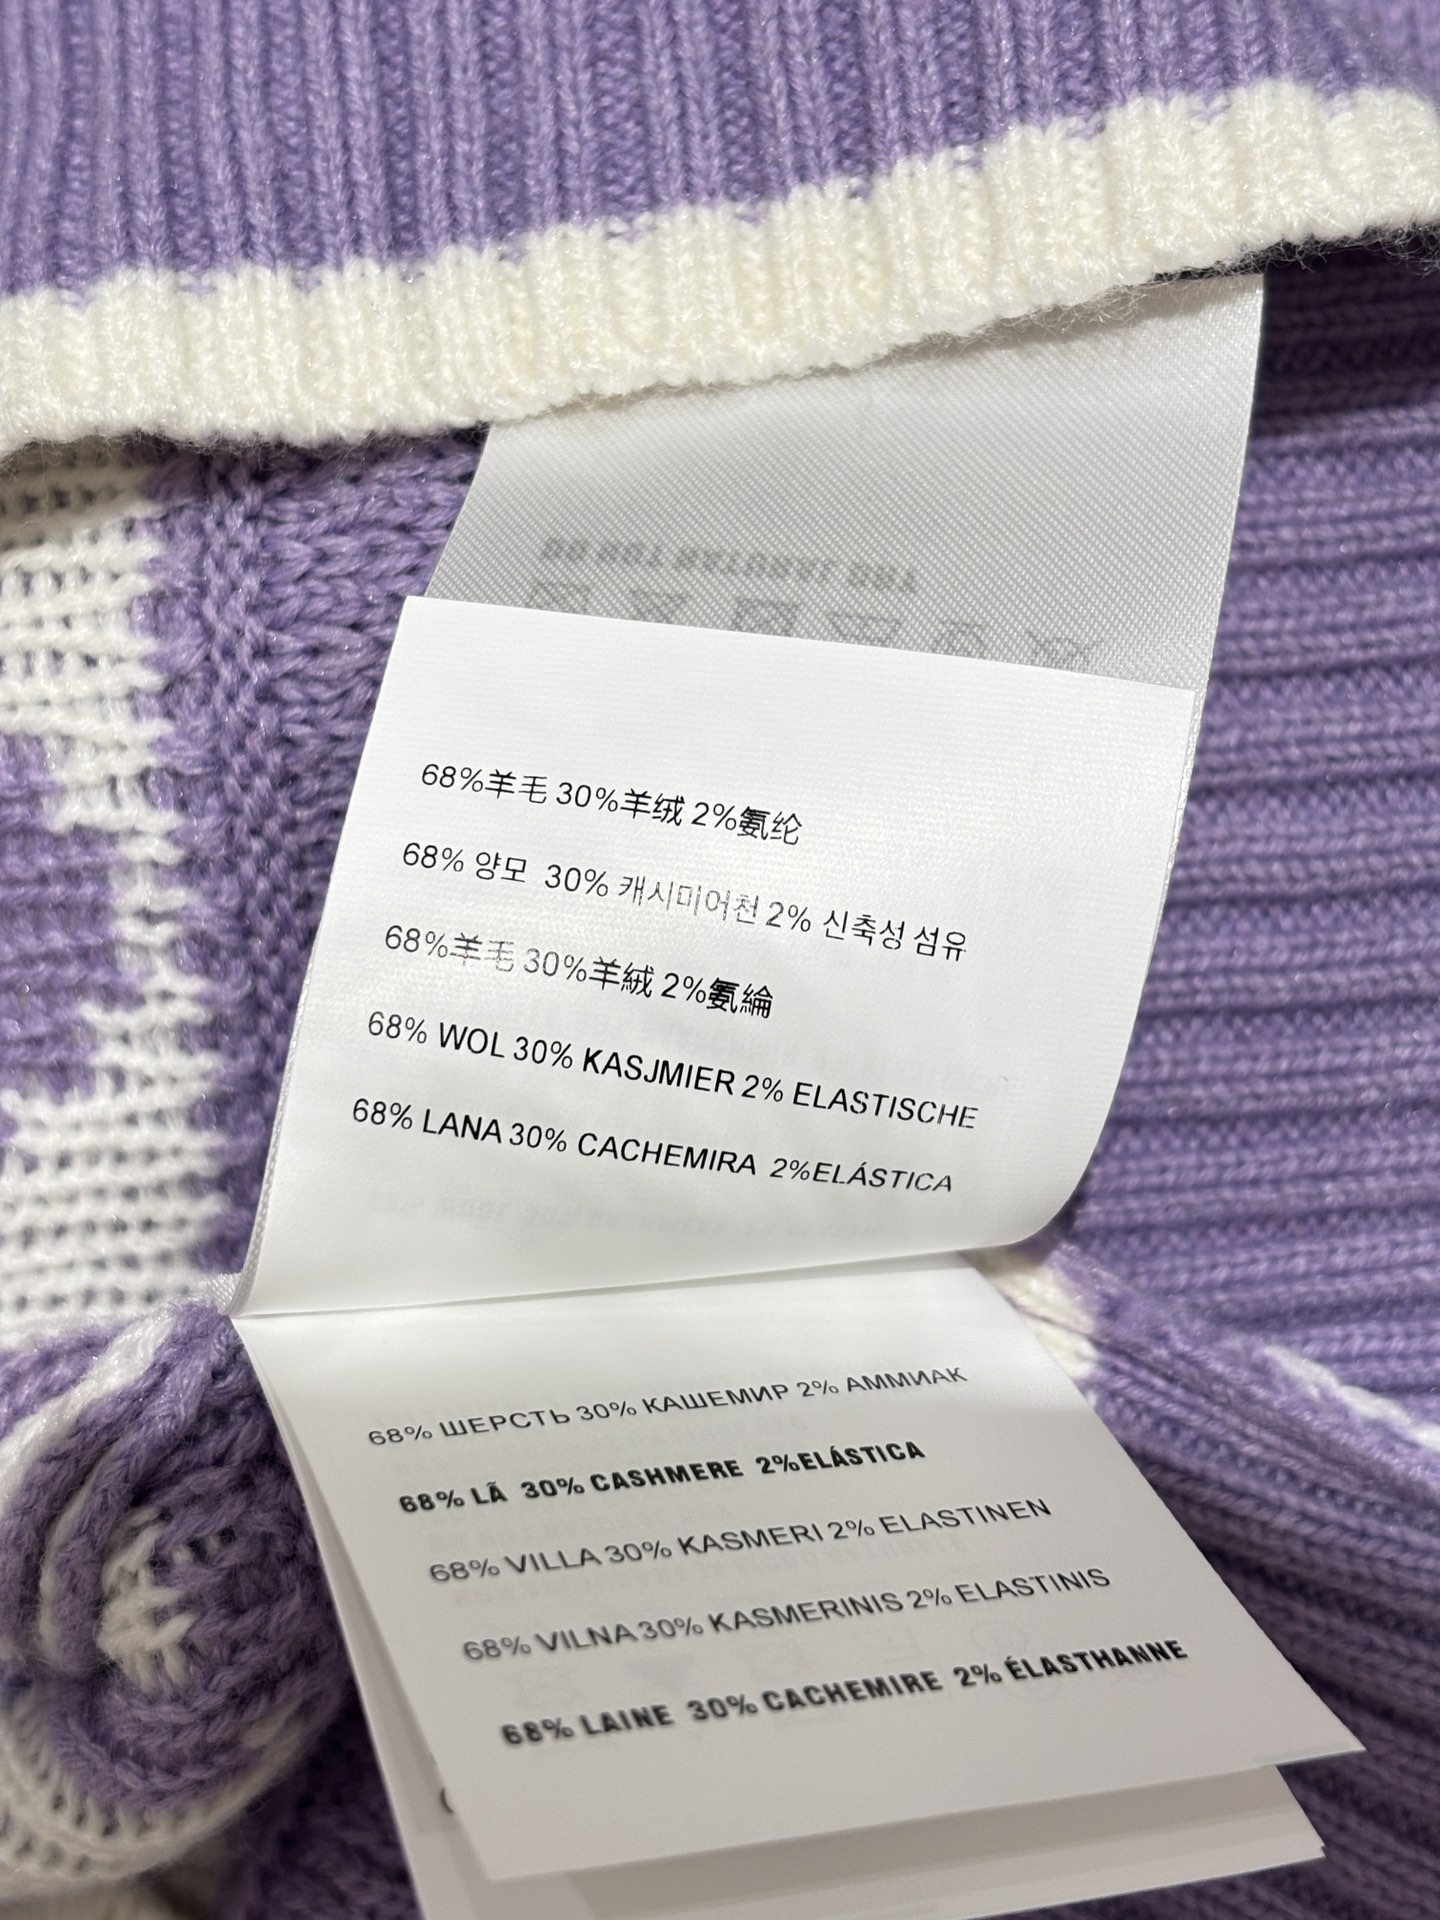 68%羊毛 30%羊绒 2%氨纶
68% 양모 30% 캐시미어천 2% 신축성 섬유
68%羊毛 30%羊絨 2%氨綸
68% WOL 30% KASJMIER 2% ELASTISCHE
68% LANA 30% CACHEMIRA 2%ELÁSTICA
68% ШЕРСТЬ 30% КАШЕМИР 2% АММИАК
68% LÃ 30% CASHMERE 2%ELÁSTICA
68% VILLA 30% KASMERI 2% ELASTINEN
68% VILNA 30% KASMERINIS 2% ELASTINIS
68% LAINE 30% CACHEMIRE 2% ÉLASTHANNE